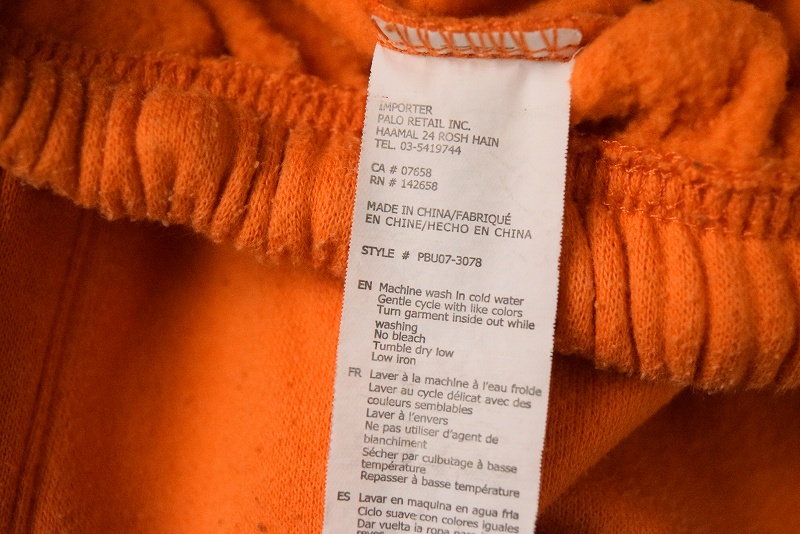 IMPORTER
PALO RETAIL INC.
HAAMAL 24 ROSH HAIN
TEL. 03-5419744
CA # 07658
RN # 142658
MADE IN CHINA/FABRIQUÉ
EN CHINE/HECHO EN CHINA
STYLE # PBU07-3078
EN Machine wash in cold water
Gentle cycle with like colors
Turn garment inside out while
washing
No bleach
Tumble dry low
Low iron
FR Laver à la machine à l'eau froide
Laver au cycle délicat avec des
couleurs semblables
Laver à l'envers
Ne pas utiliser d'agent de
blanchiment
Sécher par culbutage à basse
température
Repasser à basse température
ES Lavar en maquina en agua fria
Ciclo suave con colores iguales
Dar vuelta la ropa para